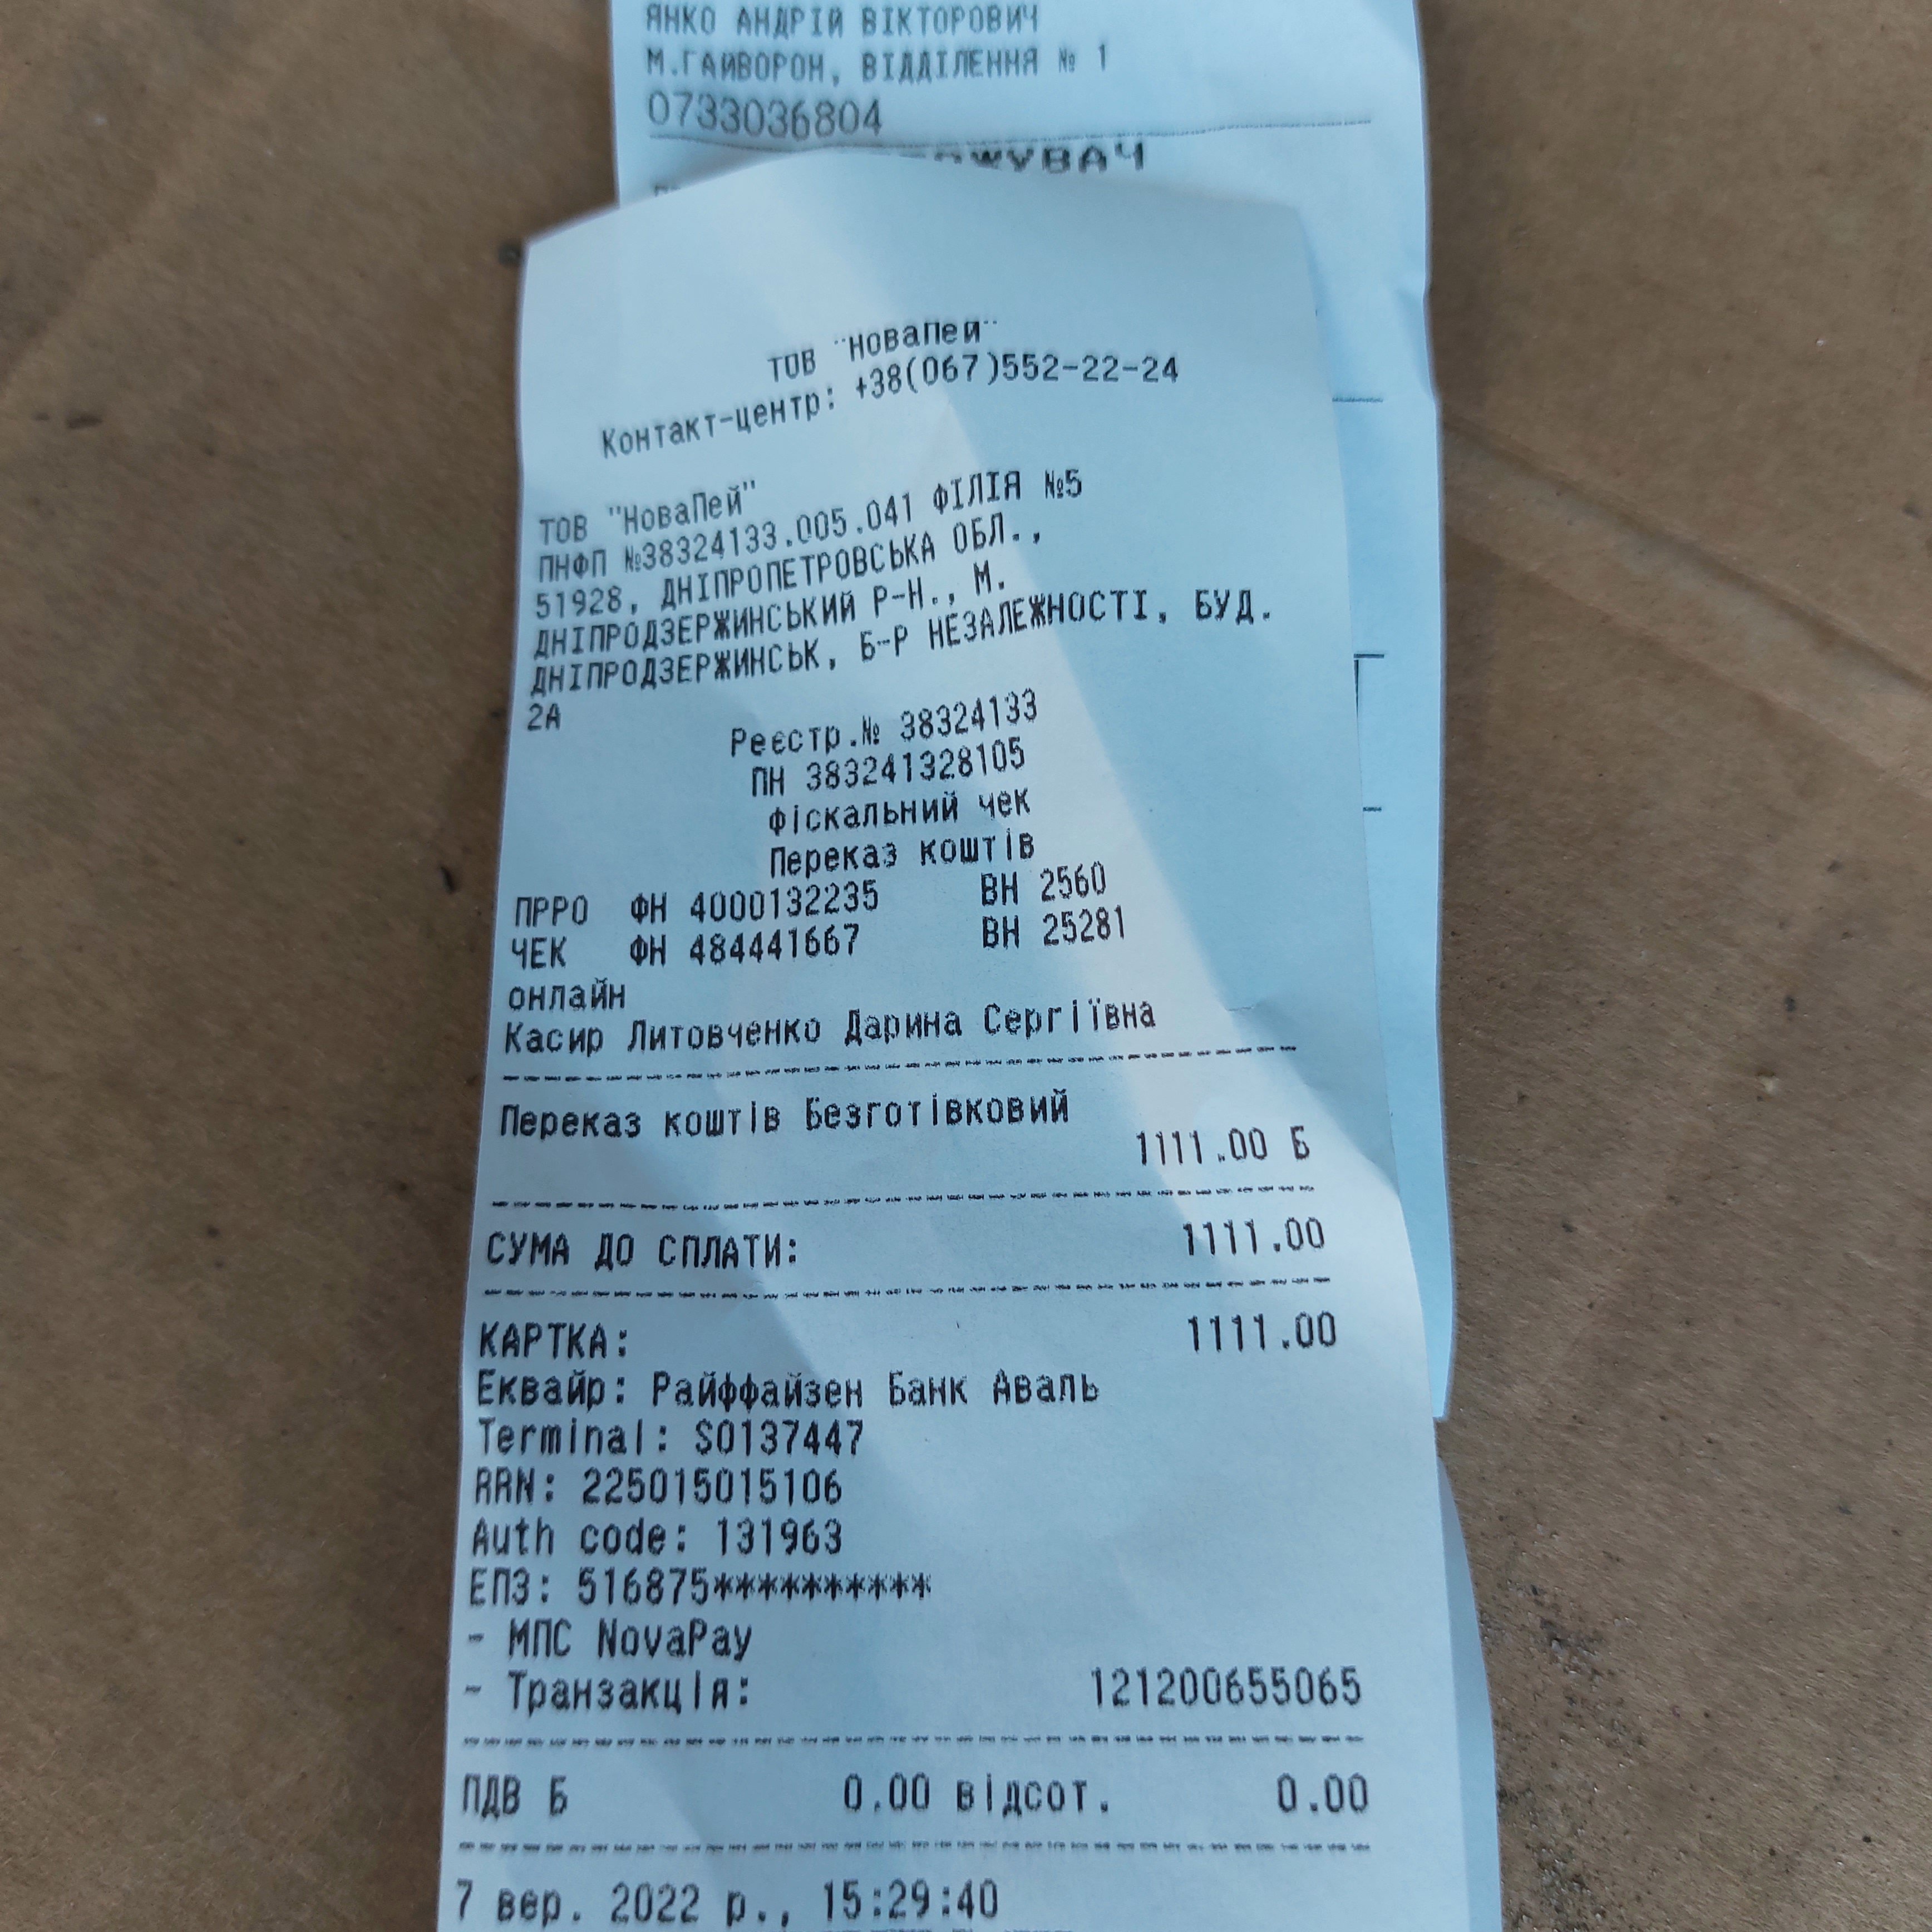 ЯНКО АНДРІЙ ВІКТОРОВИЧ
М.ГАЙВОРОН, ВІДДІЛЕННЯ № 1
0733036804
ТОВ "НоваПей"
Контакт-центр: +38(067)552-22-24
ТОВ "НоваПей"
ПНФП №38324133.005.041 ФІЛІЯ №5
51928, ДНІПРОПЕТРОВСЬКА ОБЛ.,
ДНІПРОДЗЕРЖИНСЬКИЙ Р-Н., М.
ДНІПРОДЗЕРЖИНСЬК, Б-Р НЕЗАЛЕЖНОСТІ, БУД.
2А
Реєстр.№ 38324133
ПН 383241328105
Фіскальний чек
Переказ коштів
ПРРО ФН 4000132235 ВН 2560
ЧЕК ФН 484441667 ВН 25281
онлайн
Касир Литовченко Дарина Сергіївна
Переказ коштів Безготівковий
1111.00 Б
СУМА ДО СПЛАТИ: 1111.00
КАРТКА: 1111.00
Еквайр: Райффайзен Банк Аваль
Terminal: S0137447
RRN: 225015015106
Auth code: 131963
ЕПЗ: 516875**********
- МПС NovaPay
- Транзакція: 121200655065
ПДВ Б 0.00 відсот. 0.00
7 вер. 2022 р., 15:29:40